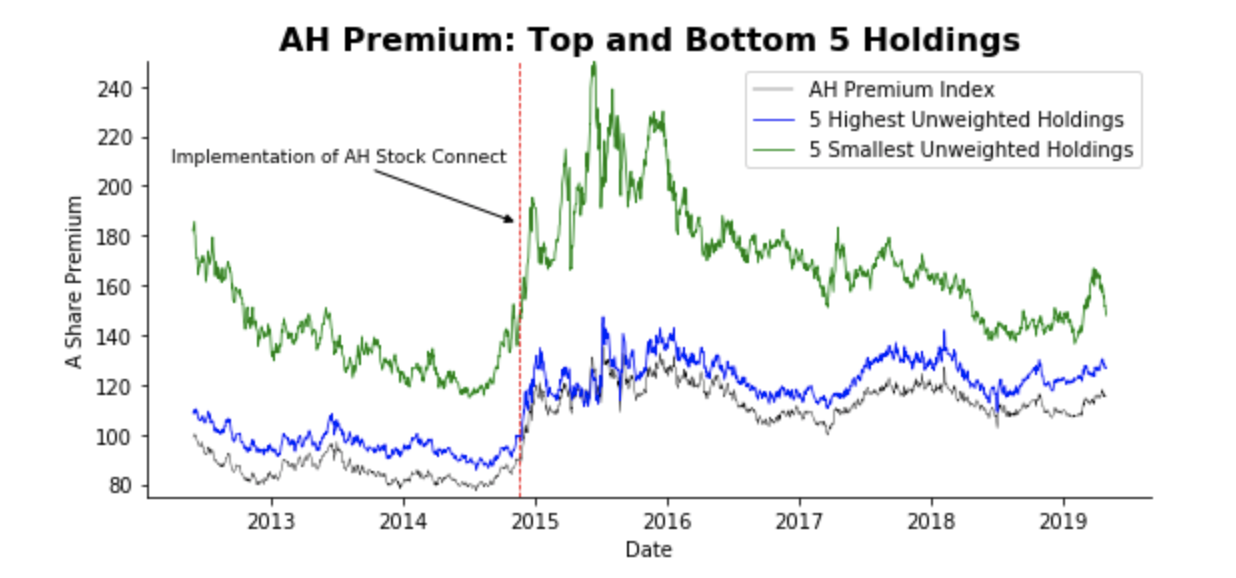 AH Premium: Top and Bottom 5 Holdings
240
220
200
180
160
140
120
100
80
A Share Premium
Implementation of AH Stock Connect
AH Premium Index
5 Highest Unweighted Holdings
5 Smallest Unweighted Holdings
2013 2014 2015 2016 2017 2018 2019
Date